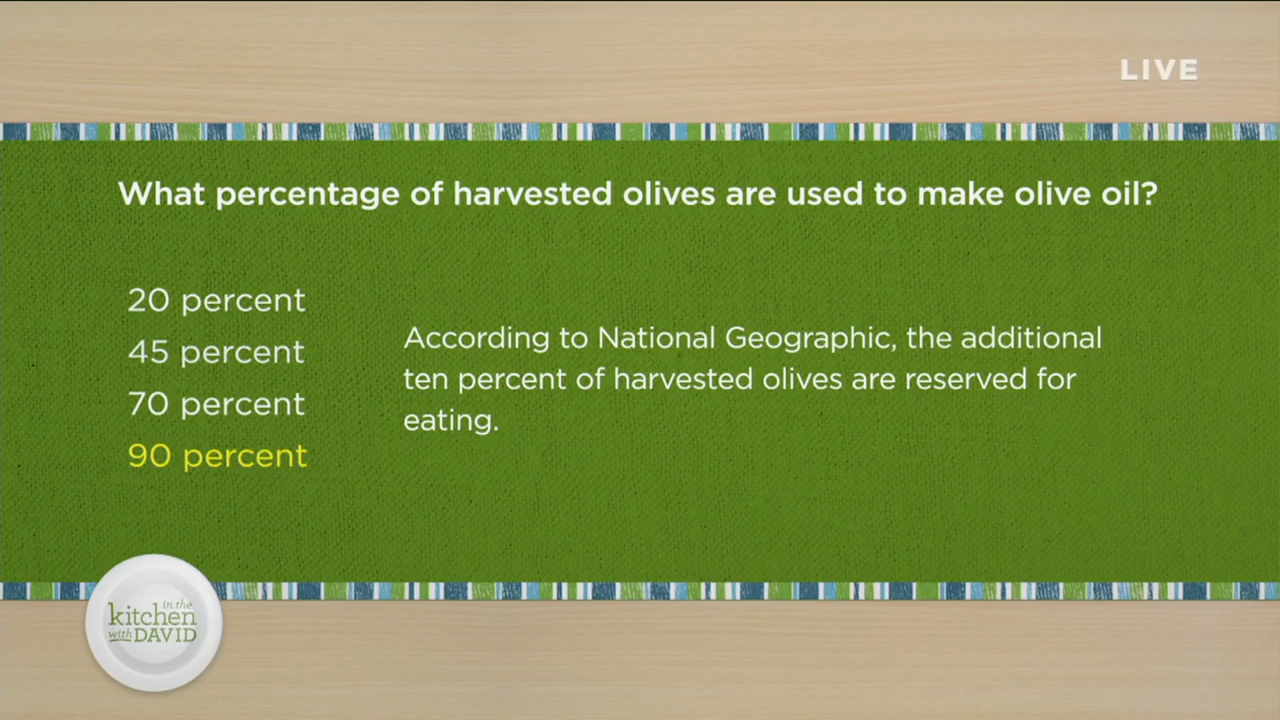 LIVE
What percentage of harvested olives are used to make olive oil?
20 percent
45 percent
70 percent
90 percent
According to National Geographic, the additional
ten percent of harvested olives are reserved for
eating.
in the
kitchen
with DAVID